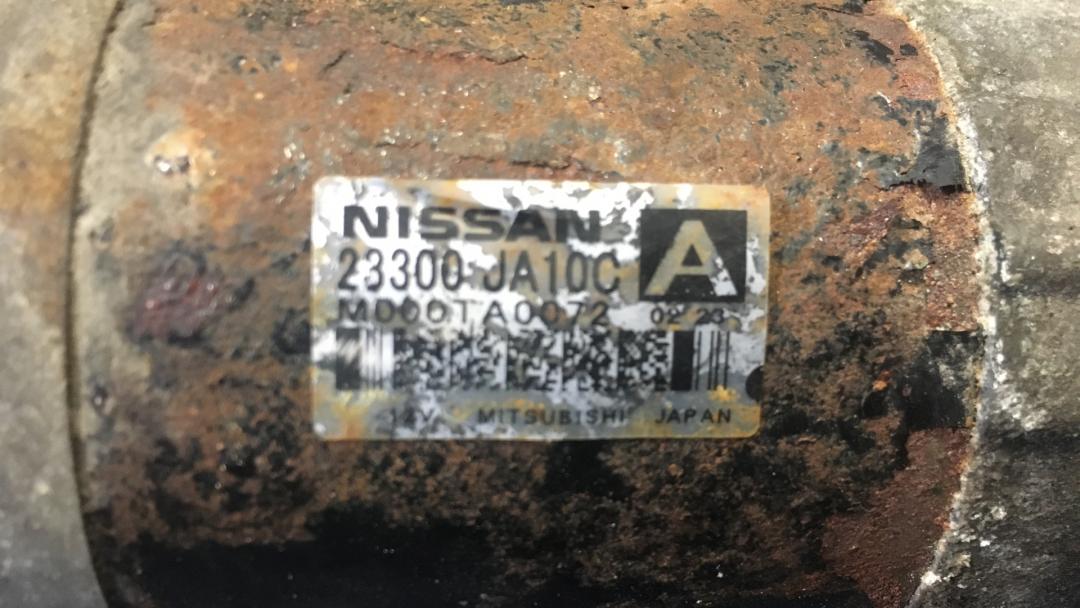 NISSAN A
23300-JA10C
M000TA0072 02 23
12V MITSUBISHI JAPAN